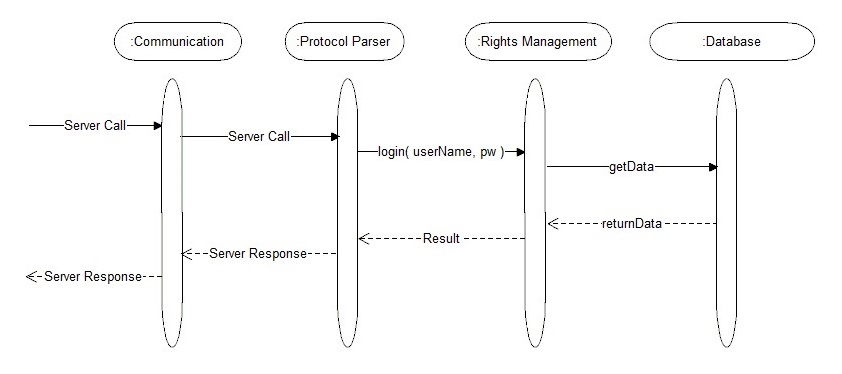 :Communication
:Protocol Parser
:Rights Management
:Database
Server Call
Server Call
login( userName, pw )
getData
returnData
Result
Server Response
Server Response